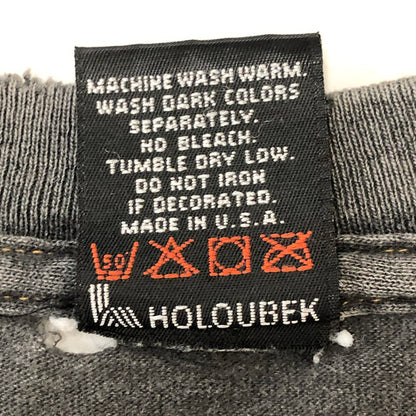 MACHINE WASH WARM.
WASH DARK COLORS
SEPARATELY.
NO BLEACH.
TUMBLE DRY LOW.
DO NOT IRON
IF DECORATED.
MADE IN U.S.A.
50
HOLOUBEK